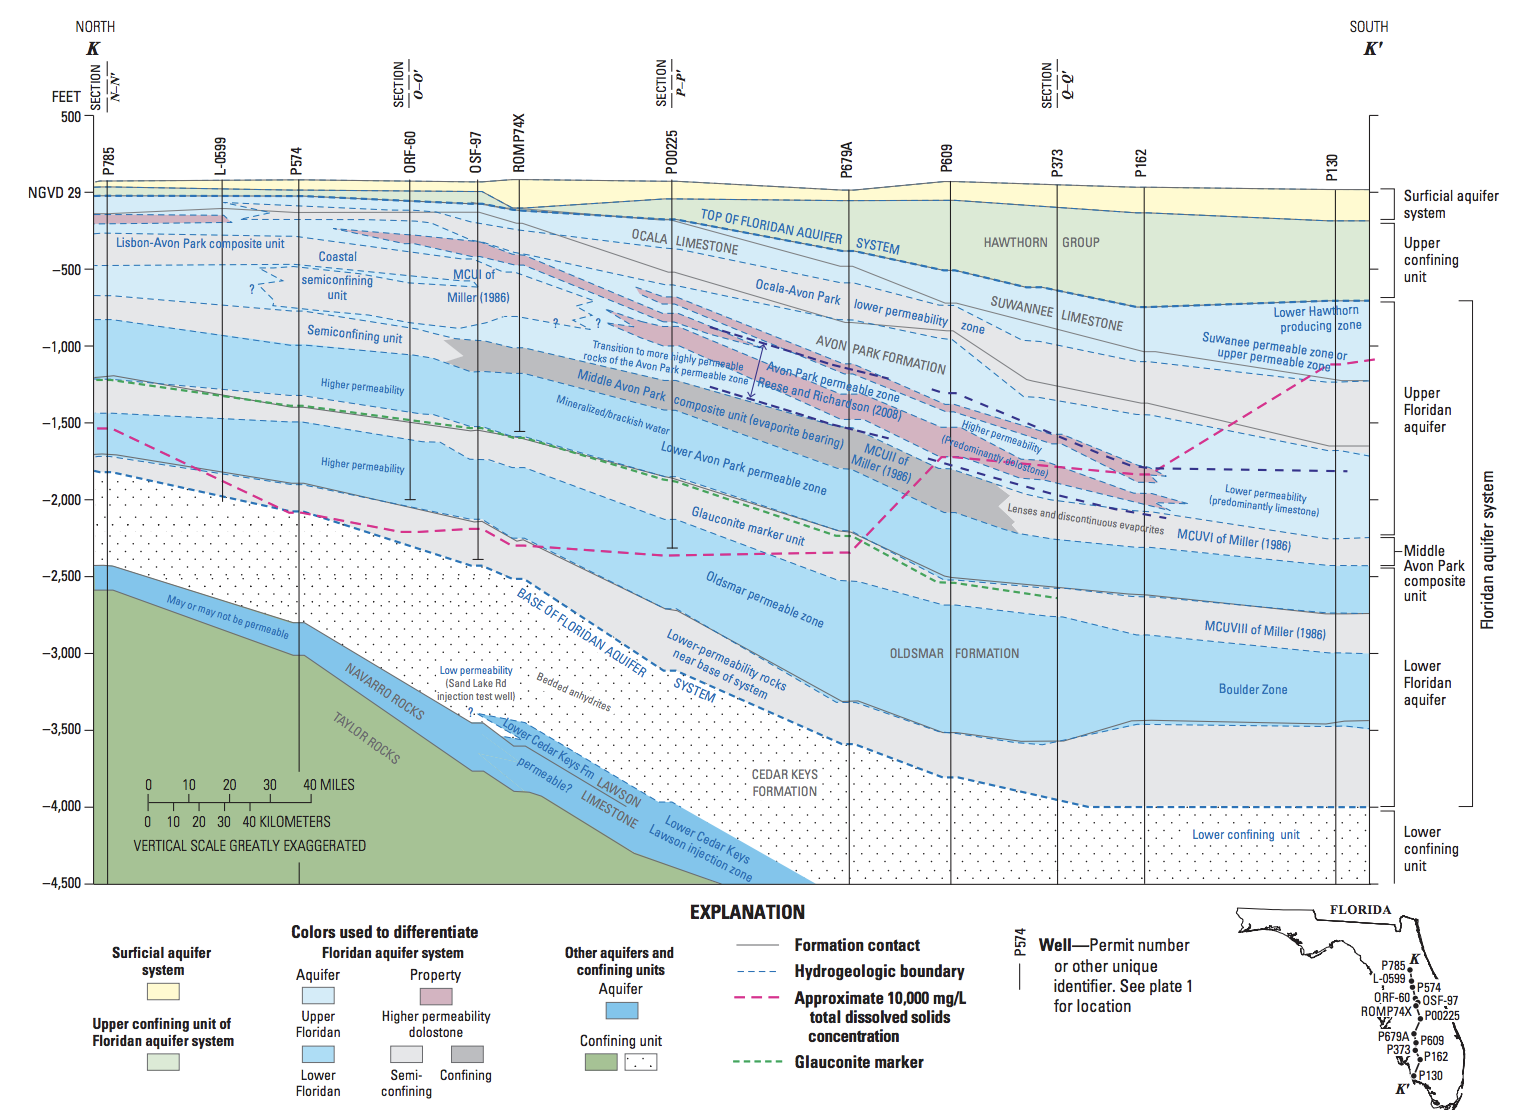 NORTH
K
SOUTH
K'
SECTION
N–N'
SECTION
O–O'
SECTION
P–P'
SECTION
Q–Q'
FEET
500
NGVD 29
–500
–1,000
–1,500
–2,000
–2,500
–3,000
–3,500
–4,000
–4,500
P785
L-0599
P574
ORF-60
OSF-97
ROMP74X
P00225
P679A
P609
P373
P162
P130
Surficial aquifer
system
Upper
confining
unit
Upper
Floridan
aquifer
Middle
Avon Park
composite
unit
Lower
Floridan
aquifer
Floridan aquifer system
Lower
confining
unit
TOP OF FLORIDAN AQUIFER SYSTEM
OCALA LIMESTONE
HAWTHORN GROUP
Lisbon-Avon Park composite unit
Coastal
semiconfining
unit
?
MCUI of
Miller (1986)
Semiconfining unit
?
?
Ocala-Avon Park lower permeability zone
SUWANNEE LIMESTONE
Lower Hawthorn
producing zone
Suwanee permeable zone or
upper permeable zone
AVON PARK FORMATION
Transition to more highly permeable
rocks of the Avon Park permeable zone
Avon Park permeable zone
Reese and Richardson (2008)
Middle Avon Park composite unit (evaporite bearing)
MCUII of
Miller (1986)
Higher permeability
(Predominantly dolostone)
Lower permeability
(predominantly limestone)
Lenses and discontinuous evaporites
MCUVI of Miller (1986)
Higher permeability
Mineralized/brackish water
Lower Avon Park permeable zone
Higher permeability
Glauconite marker unit
Oldsmar permeable zone
MCUVIII of Miller (1986)
OLDSMAR FORMATION
Boulder Zone
BASE OF FLORIDAN AQUIFER SYSTEM
Lower-permeability rocks
near base of system
May or may not be permeable
NAVARRO ROCKS
TAYLOR ROCKS
Low permeability
(Sand Lake Rd
injection test well)
Bedded anhydrites
?
Lower Cedar Keys Fm
permeable?
LAWSON
LIMESTONE
CEDAR KEYS
FORMATION
Lower Cedar Keys
Lawson injection zone
Lower confining unit
0 10 20 30 40 MILES
0 10 20 30 40 KILOMETERS
VERTICAL SCALE GREATLY EXAGGERATED
EXPLANATION
Surficial aquifer
system
Upper confining unit of
Floridan aquifer system
Colors used to differentiate
Floridan aquifer system
Aquifer
Upper
Floridan
Lower
Floridan
Property
Higher permeability
dolostone
Semi-
confining
Confining
Other aquifers and
confining units
Aquifer
Confining unit
Formation contact
Hydrogeologic boundary
Approximate 10,000 mg/L
total dissolved solids
concentration
Glauconite marker
P574
Well—Permit number
or other unique
identifier. See plate 1
for location
FLORIDA
K
P785
L-0599
P574
ORF-60
OSF-97
ROMP74X
P00225
P679A
P609
P373
P162
P130
K'